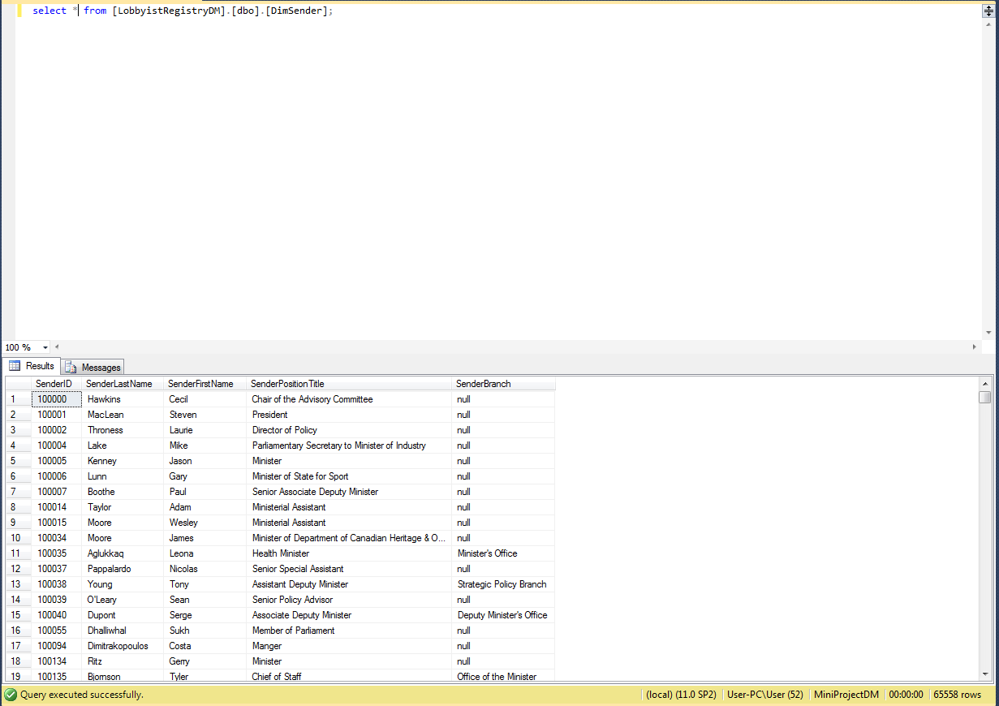 select * from [LobbyistRegistryDM].[dbo].[DimSender];
100 %
Results Messages
SenderID SenderLastName SenderFirstName SenderPositionTitle SenderBranch
1 100000 Hawkins Cecil Chair of the Advisory Committee null
2 100001 MacLean Steven President null
3 100002 Throness Laurie Director of Policy null
4 100004 Lake Mike Parliamentary Secretary to Minister of Industry null
5 100005 Kenney Jason Minister null
6 100006 Lunn Gary Minister of State for Sport null
7 100007 Boothe Paul Senior Associate Deputy Minister null
8 100014 Taylor Adam Ministerial Assistant null
9 100015 Moore Wesley Ministerial Assistant null
10 100034 Moore James Minister of Department of Canadian Heritage & O... null
11 100035 Aglukkaq Leona Health Minister Minister's Office
12 100037 Pappalardo Nicolas Senior Special Assistant null
13 100038 Young Tony Assistant Deputy Minister Strategic Policy Branch
14 100039 O'Leary Sean Senior Policy Advisor null
15 100040 Dupont Serge Associate Deputy Minister Deputy Minister's Office
16 100055 Dhalliwhal Sukh Member of Parliament null
17 100094 Dimitrakopoulos Costa Manger null
18 100134 Ritz Gerry Minister null
19 100135 Bjornson Tyler Chief of Staff Office of the Minister
Query executed successfully. (local) (11.0 SP2) User-PC\User (52) MiniProjectDM 00:00:00 65558 rows